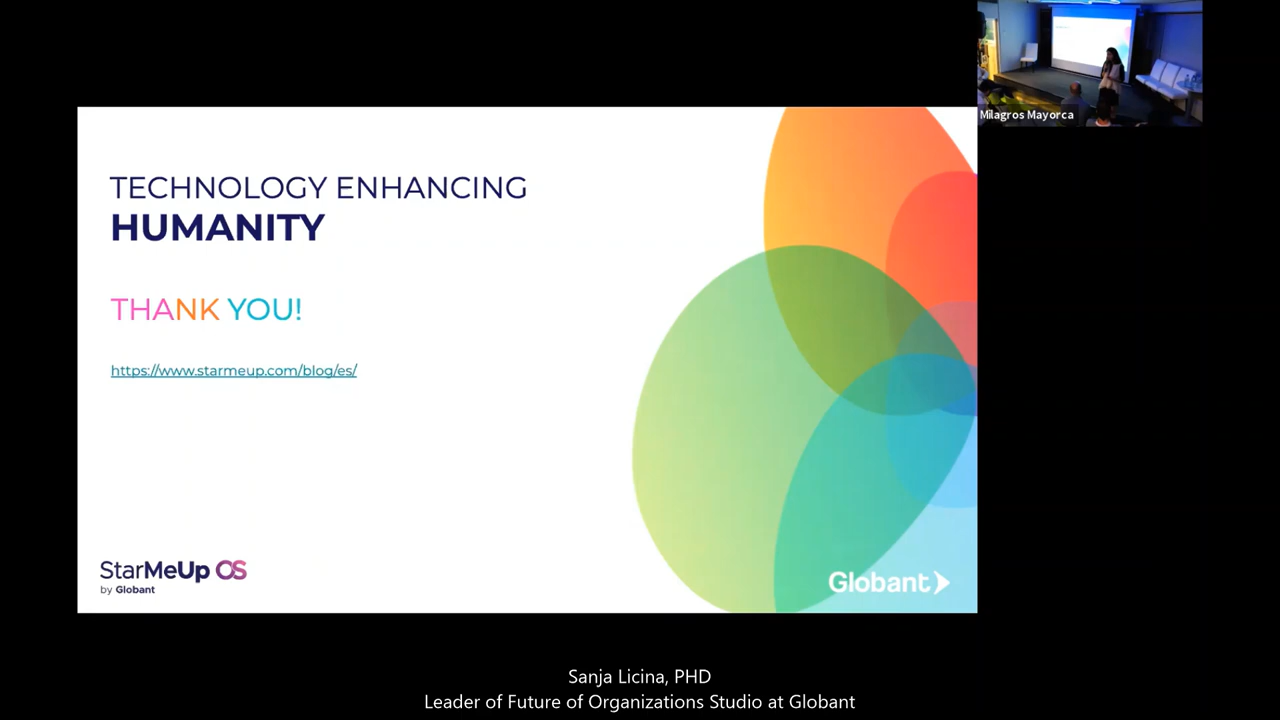 Milagros Mayorca
TECHNOLOGY ENHANCING
HUMANITY
THANK YOU!
https://www.starmeup.com/blog/es/
StarMeUp OS
by Globant
Globant
Sanja Licina, PHD
Leader of Future of Organizations Studio at Globant